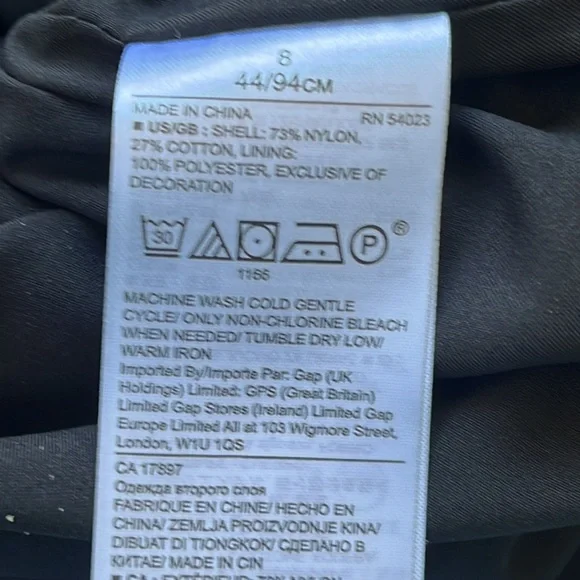 8
44/94CM
MADE IN CHINA RN 54023
■ US/GB : SHELL: 73% NYLON,
27% COTTON, LINING:
100% POLYESTER, EXCLUSIVE OF
DECORATION
30 P ®
1166
MACHINE WASH COLD GENTLE
CYCLE/ ONLY NON-CHLORINE BLEACH
WHEN NEEDED/ TUMBLE DRY LOW/
WARM IRON
Imported By/Importe Par: Gap (UK
Holdings) Limited: GPS (Great Britain)
Limited Gap Stores (Ireland) Limited Gap
Europe Limited All at 103 Wigmore Street,
London, W1U 1QS
CA 17897
Одежда второго слоя
FABRIQUE EN CHINE/ HECHO EN
CHINA/ ZEMLJA PROIZVODNJE KINA/
DIBUAT DI TIONGKOK/ СДЕЛАНО В
КИТАЕ/ MADE IN CIN
■ CA : EXTÉRIEUR: